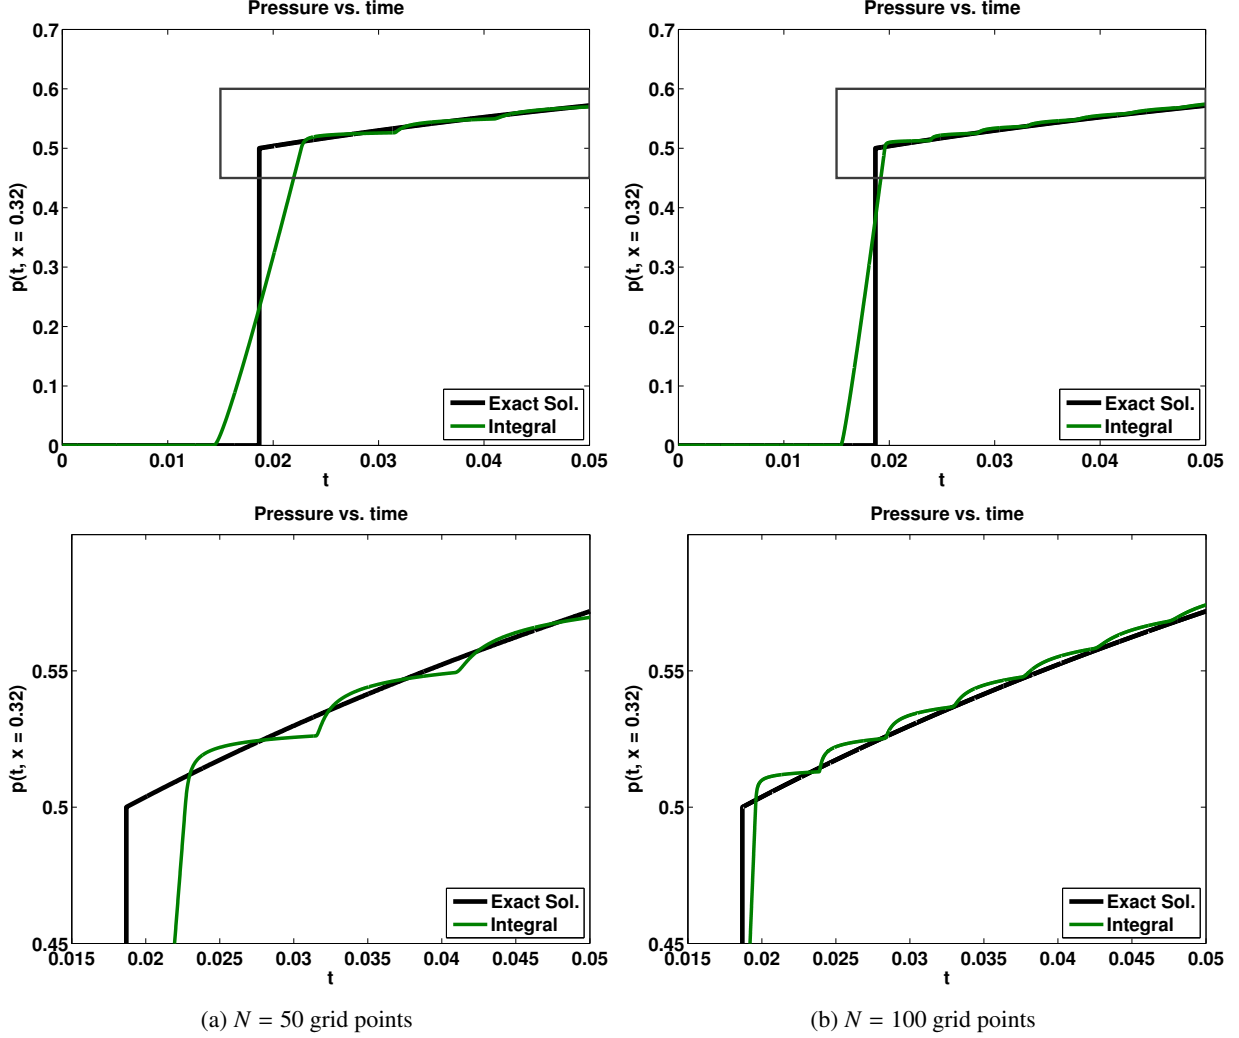 Pressure vs. time
0.7
0.6
0.5
0.4
0.3
0.2
0.1
0
p(t, x = 0.32)
0 0.01 0.02 0.03 0.04 0.05
t
Exact Sol.
Integral
Pressure vs. time
0.7
0.6
0.5
0.4
0.3
0.2
0.1
0
p(t, x = 0.32)
0 0.01 0.02 0.03 0.04 0.05
t
Exact Sol.
Integral
Pressure vs. time
0.55
0.5
0.45
p(t, x = 0.32)
0.015 0.02 0.025 0.03 0.035 0.04 0.045 0.05
t
Exact Sol.
Integral
(a) N = 50 grid points
Pressure vs. time
0.55
0.5
0.45
p(t, x = 0.32)
0.015 0.02 0.025 0.03 0.035 0.04 0.045 0.05
t
Exact Sol.
Integral
(b) N = 100 grid points